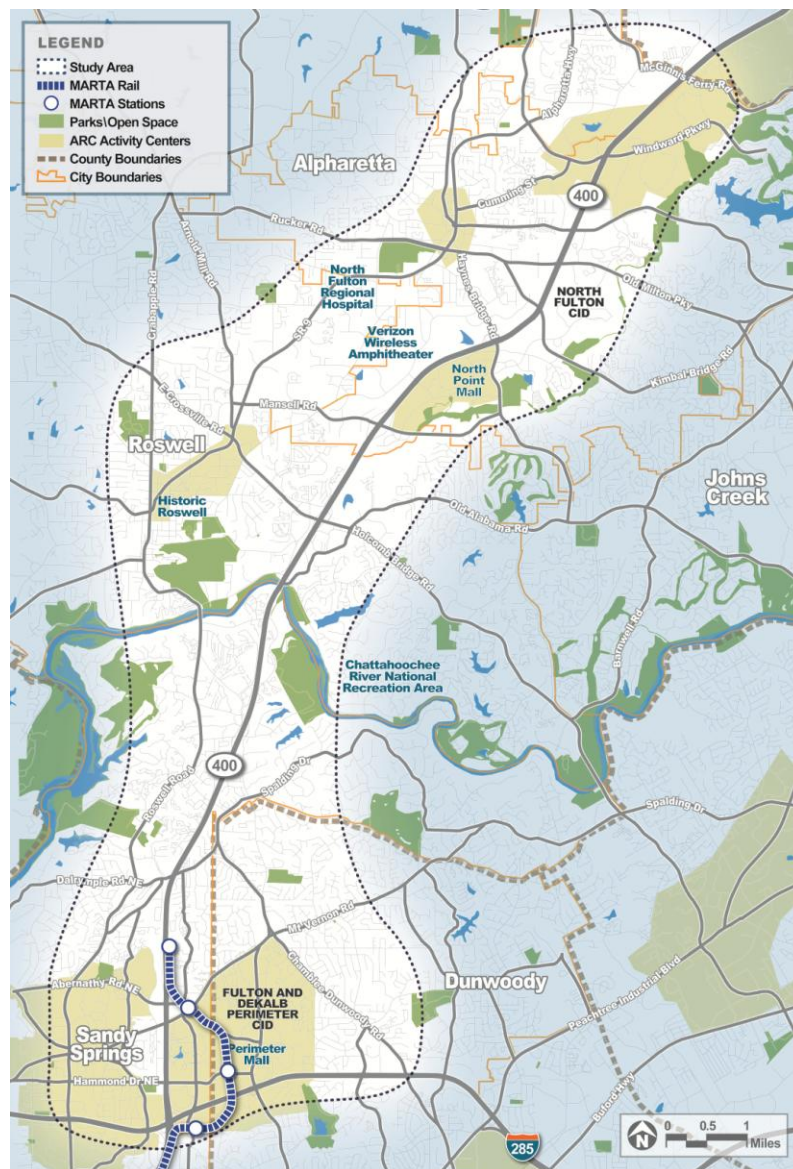 LEGEND
Study Area
MARTA Rail
MARTA Stations
Parks\Open Space
ARC Activity Centers
County Boundaries
City Boundaries
McGinnis Ferry Rd
Alpharetta Hwy
Windward Pkwy
Alpharetta
Cumming St
400
Rucker Rd
Arnold Mill Rd
Crabapple Rd
North
Fulton
Regional
Hospital
SR 9
Haynes Bridge Rd
NORTH
FULTON
CID
Old Milton Pky
Verizon
Wireless
Amphitheater
North
Point
Mall
Kimbal Bridge Rd
E Crossville Rd
Mansell Rd
Roswell
Johns
Creek
Historic
Roswell
Old Alabama Rd
Holcomb Bridge Rd
Barnwell Rd
Chattahoochee
River National
Recreation Area
400
Roswell Road
Spalding Dr
Spalding Dr
Dalrymple Rd NE
Mt Vernon Rd
Chamblee Dunwoody Rd
Abernathy Rd NE
FULTON AND
DEKALB
PERIMETER
CID
Dunwoody
Peachtree Industrial Blvd
Sandy
Springs
Perimeter
Mall
Hammond Dr NE
Buford Hwy
285
N
0 0.5 1
Miles